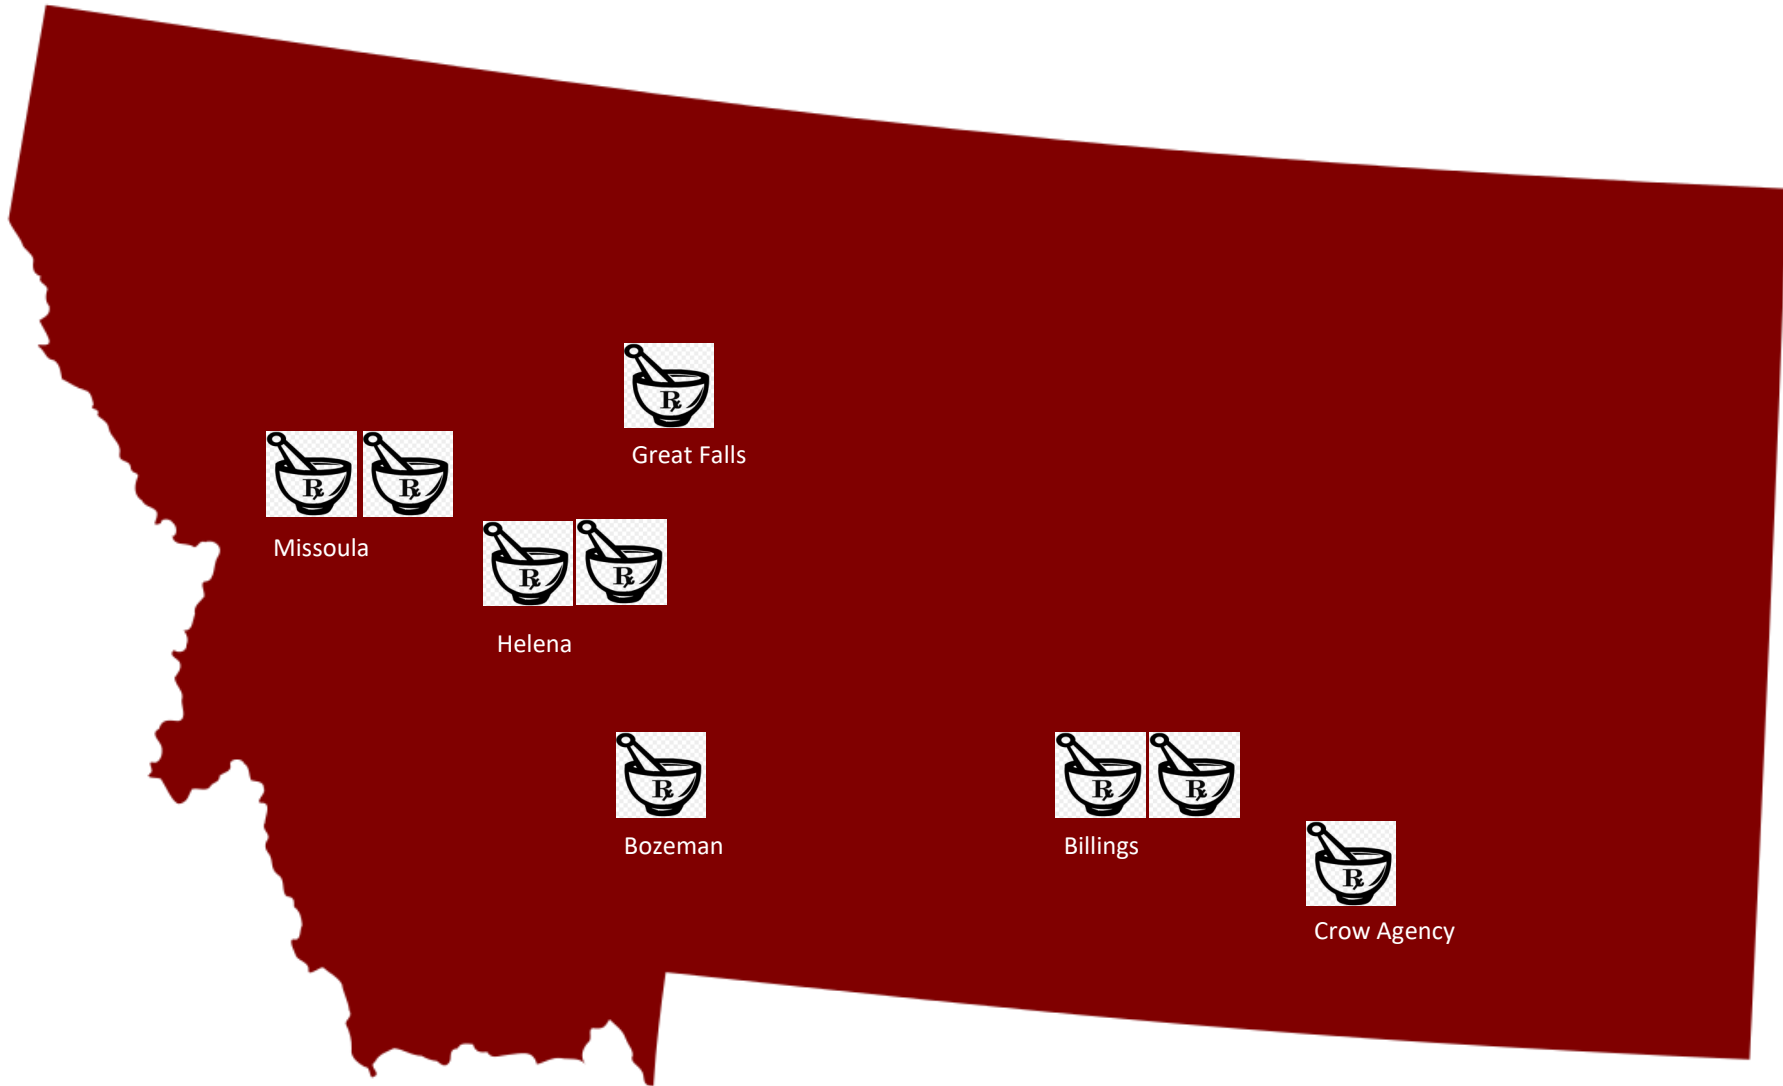 ℞
Great Falls
℞ ℞
Missoula
℞ ℞
Helena
℞
Bozeman
℞ ℞
Billings
℞
Crow Agency